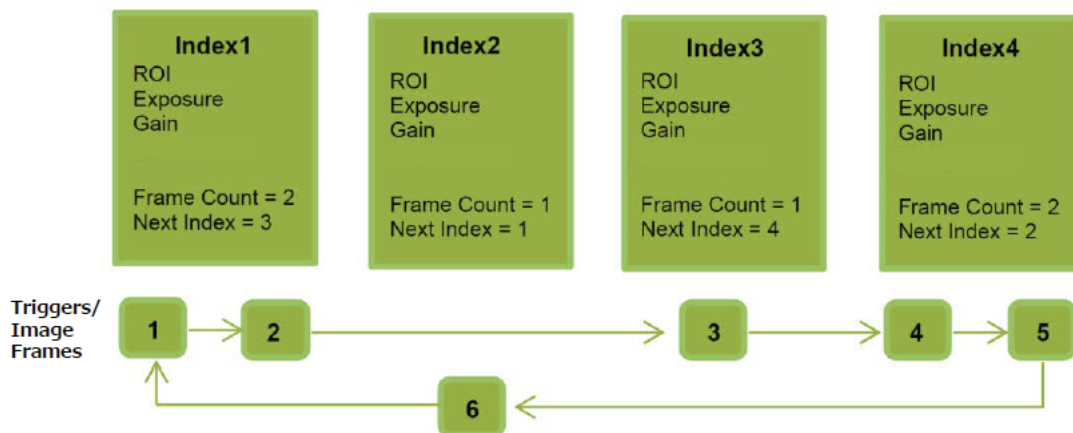 Index1
ROI
Exposure
Gain
Frame Count = 2
Next Index = 3
Index2
ROI
Exposure
Gain
Frame Count = 1
Next Index = 1
Index3
ROI
Exposure
Gain
Frame Count = 1
Next Index = 4
Index4
ROI
Exposure
Gain
Frame Count = 2
Next Index = 2
Triggers/
Image
Frames
1
2
3
4
5
6